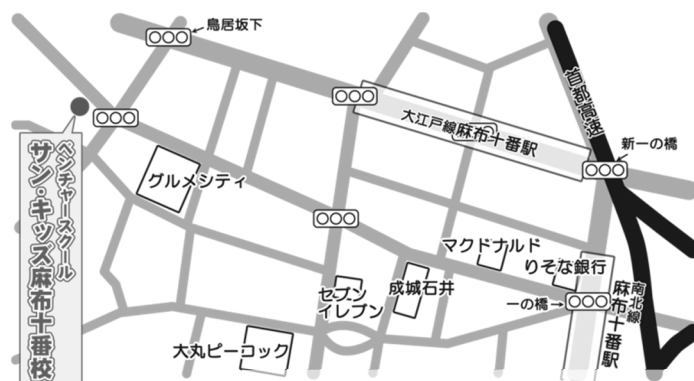 鳥居坂下
大江戸線麻布十番駅
首都高速
新一の橋
ベンチャースクール
サン・キッズ麻布十番校
グルメシティ
マクドナルド
りそな銀行
セブン
イレブン
成城石井
一の橋→
南北線
麻布十番駅
大丸ピーコック